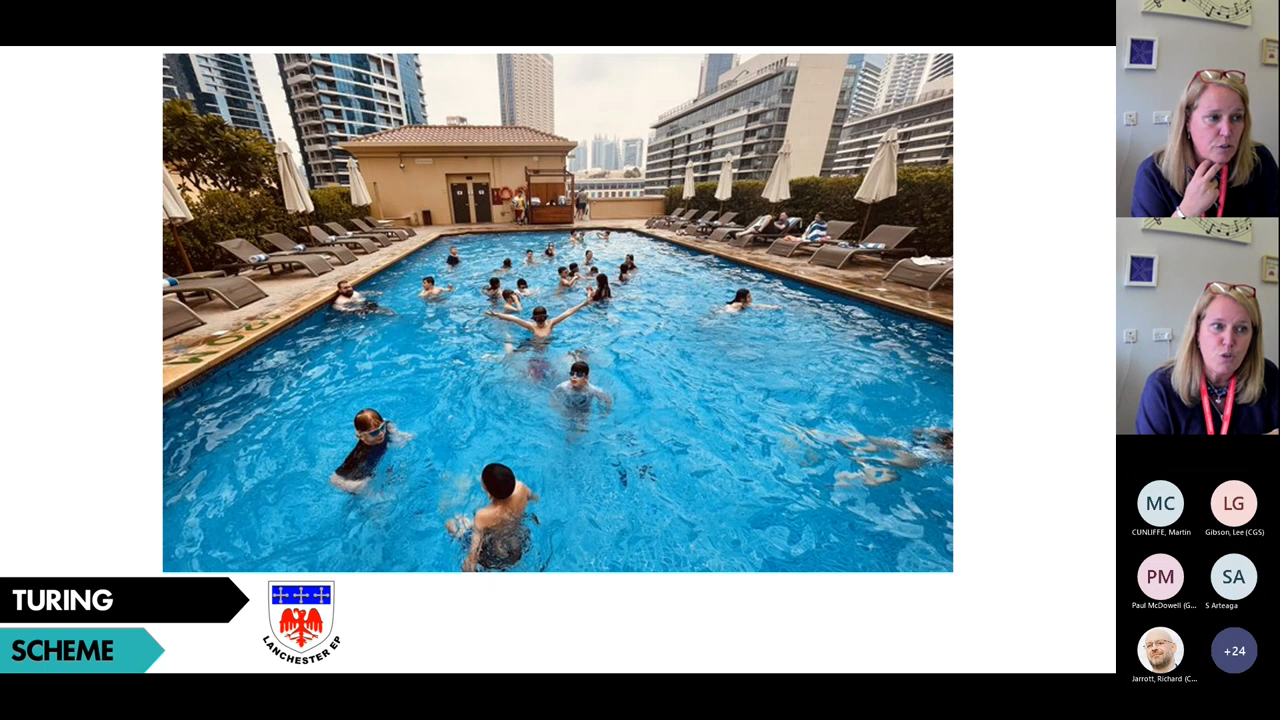 TURING
SCHEME
LANCHESTER EP
MC
LG
CUNLIFFE, Martin
Gibson, Lee (CGS)
PM
SA
Paul McDowell (G...
S Arteaga
+24
Jarrott, Richard (C...